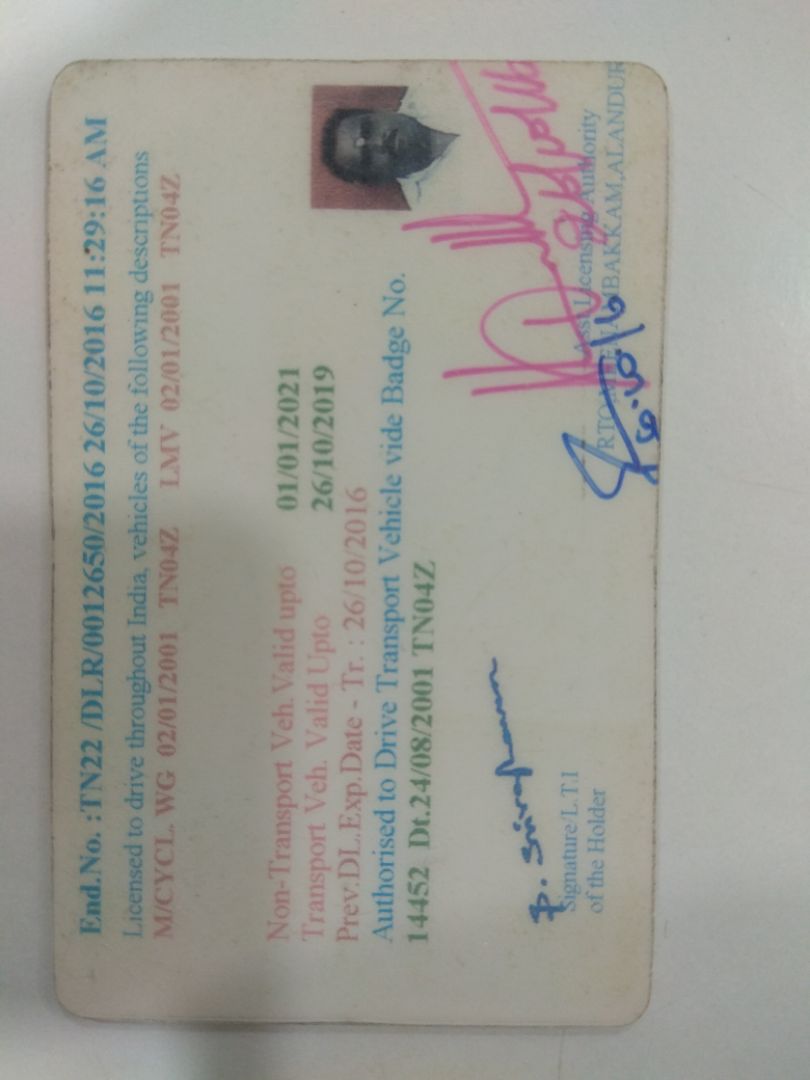 End.No. :TN22 /DLR/0012650/2016 26/10/2016 11:29:16 AM
Licensed to drive throughout India, vehicles of the following descriptions
M/CYCL. WG 02/01/2001 TN04Z LMV 02/01/2001 TN04Z
Non-Transport Veh. Valid upto 01/01/2021
Transport Veh. Valid Upto 26/10/2019
Prev.DL.Exp.Date - Tr. : 26/10/2016
Authorised to Drive Transport Vehicle vide Badge No.
14452 Dt.24/08/2001 TN04Z
Signature/L.T.I
of the Holder
Asst Licensing Authority
RTO, MEENAMBAKKAM,ALANDUR